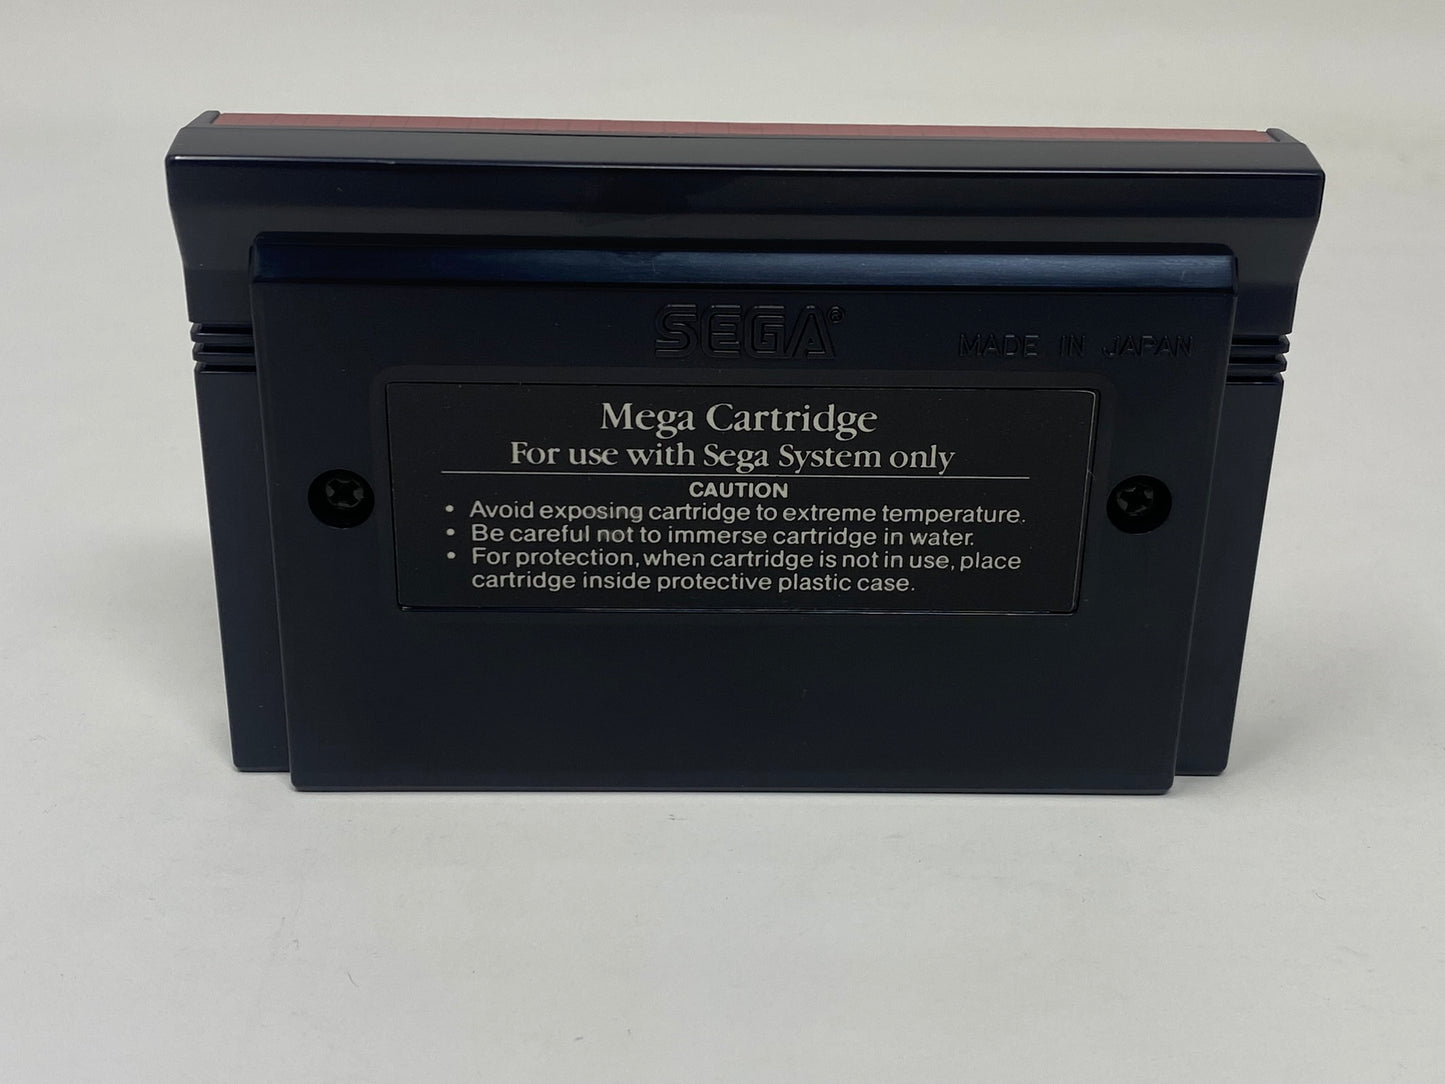 SEGA®
MADE IN JAPAN
Mega Cartridge
For use with Sega System only
CAUTION
• Avoid exposing cartridge to extreme temperature.
• Be careful not to immerse cartridge in water.
• For protection, when cartridge is not in use, place
cartridge inside protective plastic case.